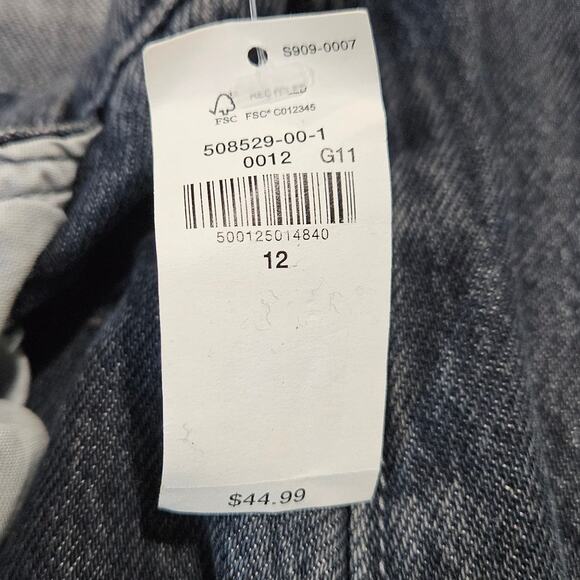 S909-0007
RECYCLED
FSC FSC® C012345
508529-00-1
0012 G11
500125014840
12
$44.99